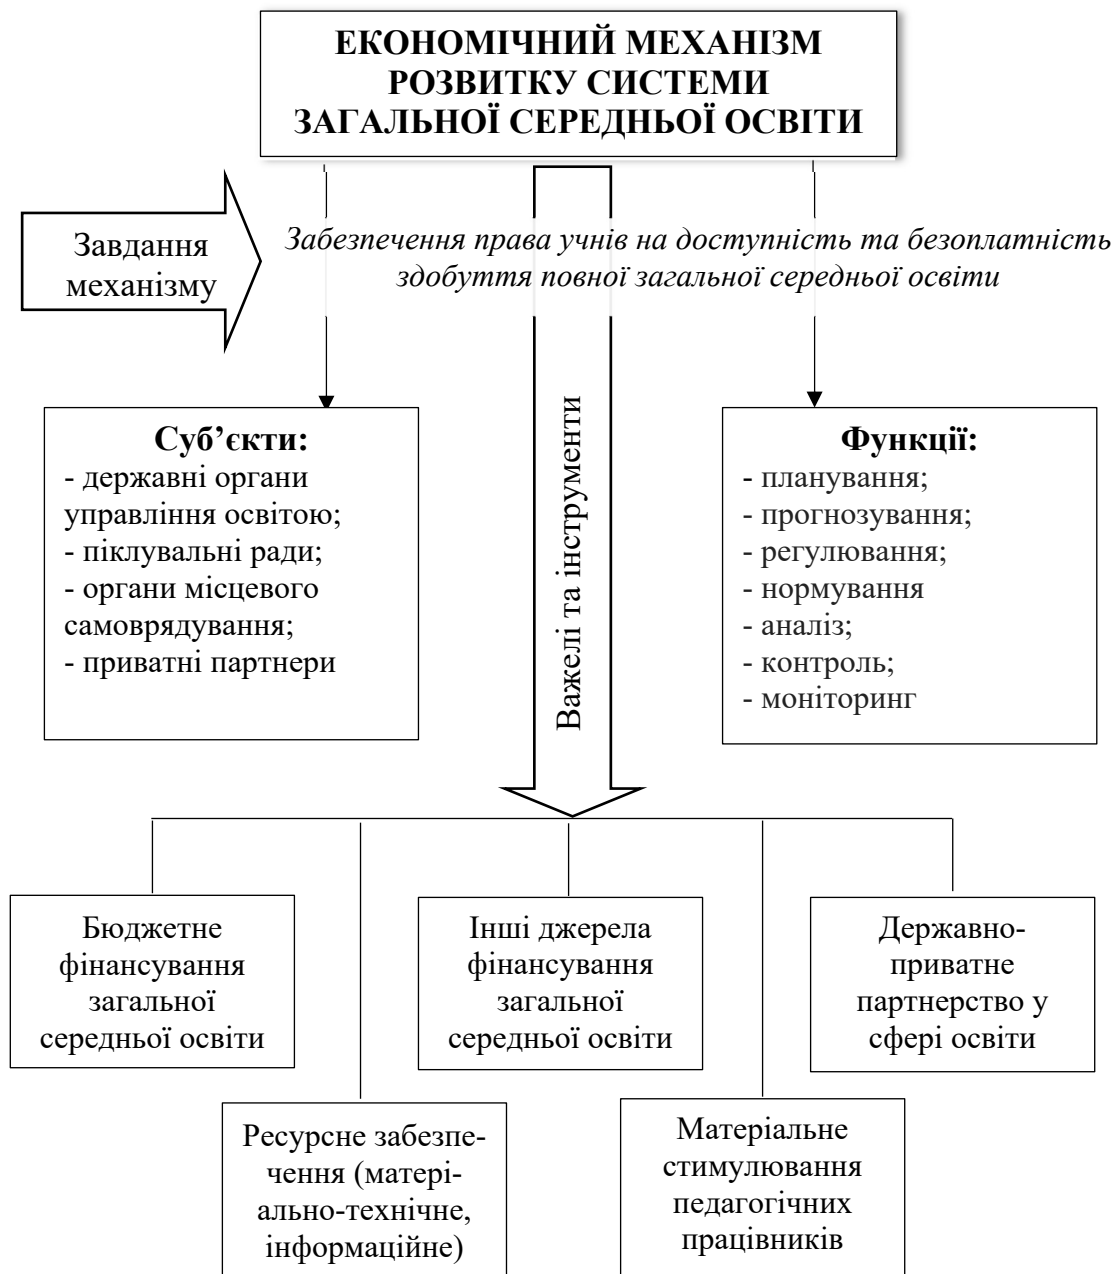 ЕКОНОМІЧНИЙ МЕХАНІЗМ
РОЗВИТКУ СИСТЕМИ
ЗАГАЛЬНОЇ СЕРЕДНЬОЇ ОСВІТИ
Завдання
механізму
Забезпечення права учнів на доступність та безоплатність
здобуття повної загальної середньої освіти
Суб’єкти:
- державні органи
управління освітою;
- піклувальні ради;
- органи місцевого
самоврядування;
- приватні партнери
Важелі та інструменти
Функції:
- планування;
- прогнозування;
- регулювання;
- нормування
- аналіз;
- контроль;
- моніторинг
Бюджетне
фінансування
загальної
середньої освіти
Інші джерела
фінансування
загальної
середньої освіти
Державно-
приватне
партнерство у
сфері освіти
Ресурсне забезпе-
чення (матері-
ально-технічне,
інформаційне)
Матеріальне
стимулювання
педагогічних
працівників